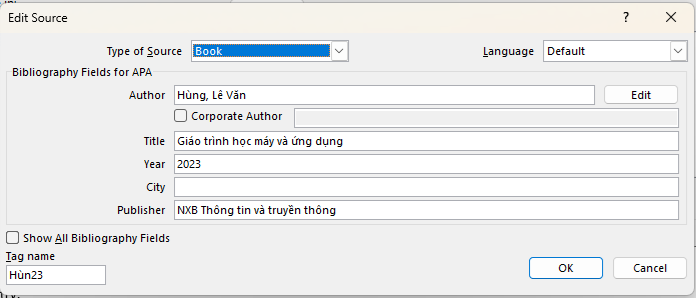 Edit Source
? ×
Type of Source Book Language Default
Bibliography Fields for APA
Author Hùng, Lê Văn Edit
Corporate Author
Title Giáo trình học máy và ứng dụng
Year 2023
City
Publisher NXB Thông tin và truyền thông
Show All Bibliography Fields
Tag name
Hùn23
OK Cancel